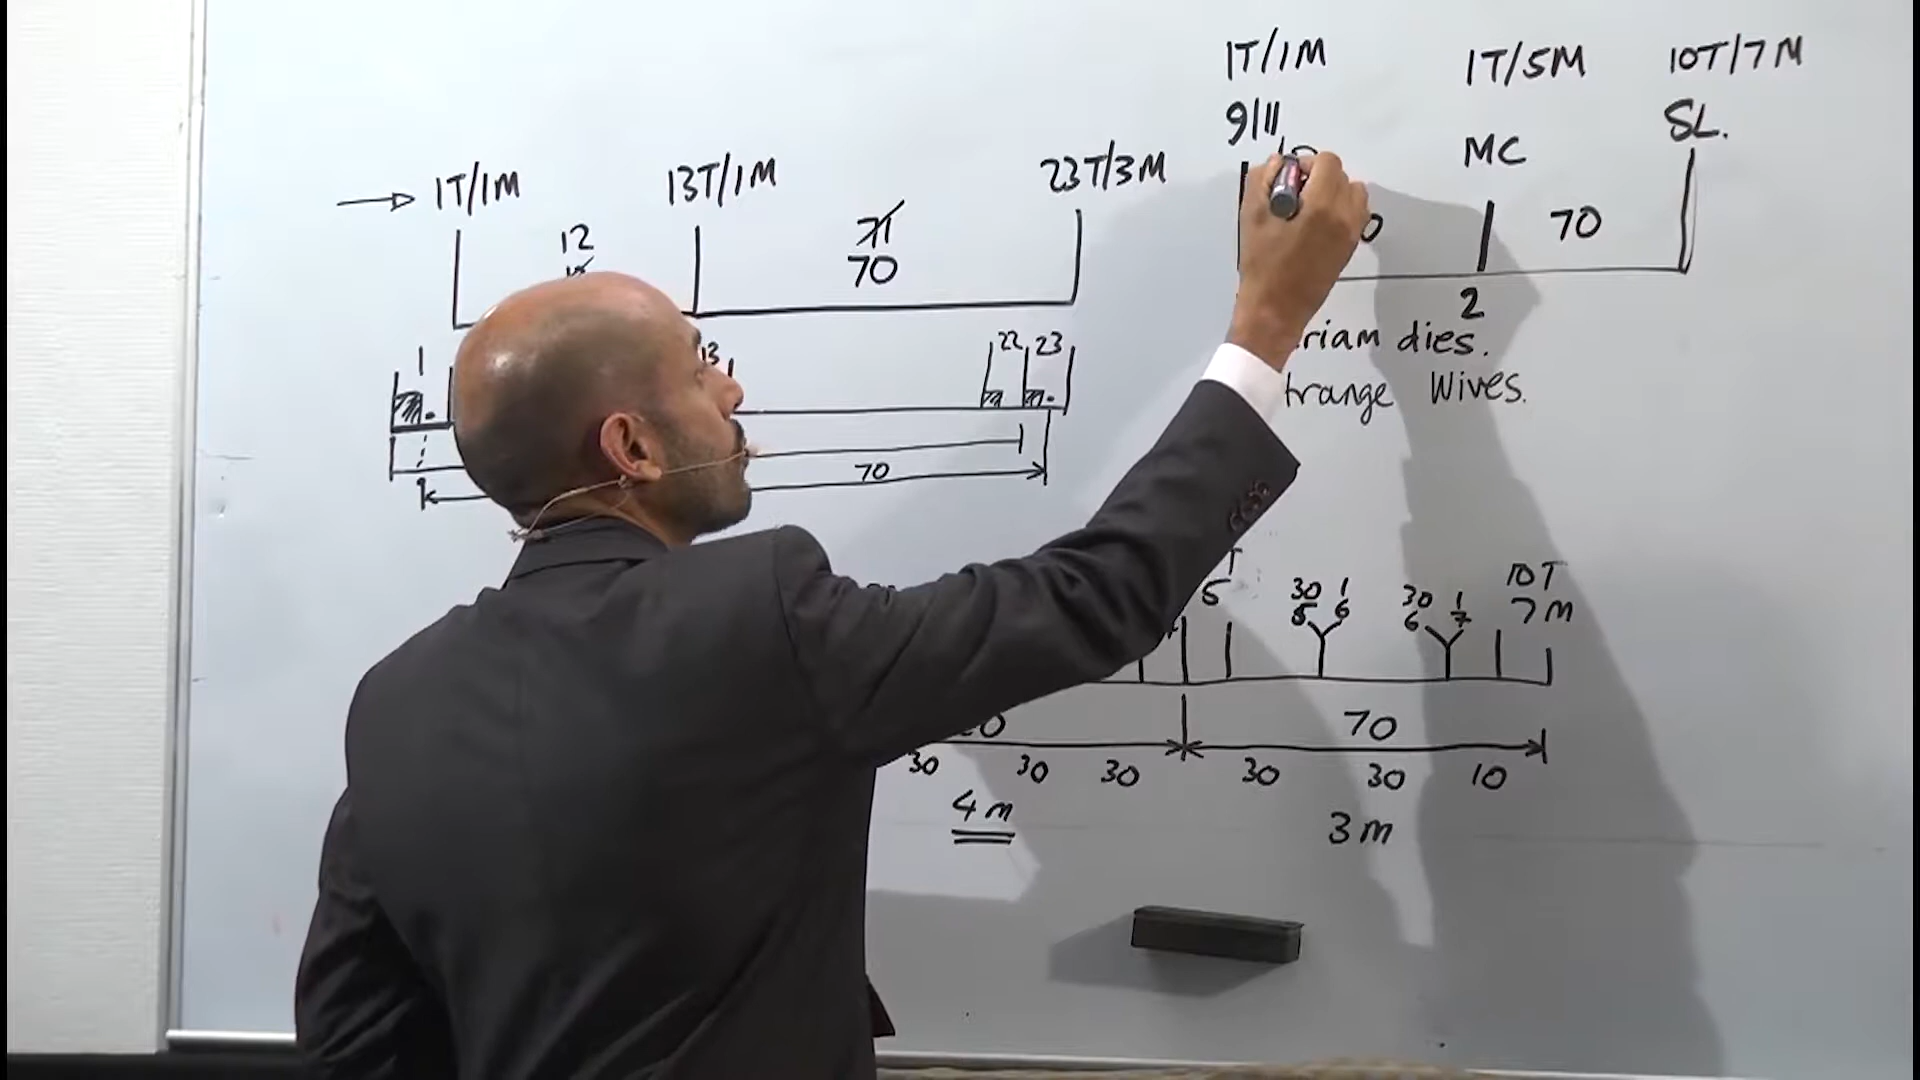 1T/1M
9/11
1T/5M
MC
10T/7M
SL.
70
2
riam dies.
trange Wives.
→ 1T/1M
13T/1M
23T/3M
12
71
70
1
13
22 23
70
5
30 1
5 6
30 1
6 7
10T
7M
70
30 30 30
30 30 10
4m
3m